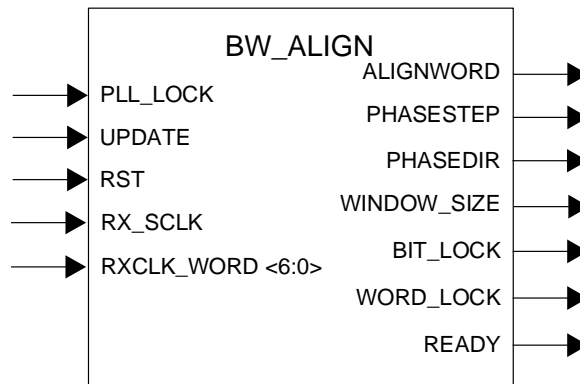 BW_ALIGN
PLL_LOCK
UPDATE
RST
RX_SCLK
RXCLK_WORD <6:0>
ALIGNWORD
PHASESTEP
PHASEDIR
WINDOW_SIZE
BIT_LOCK
WORD_LOCK
READY